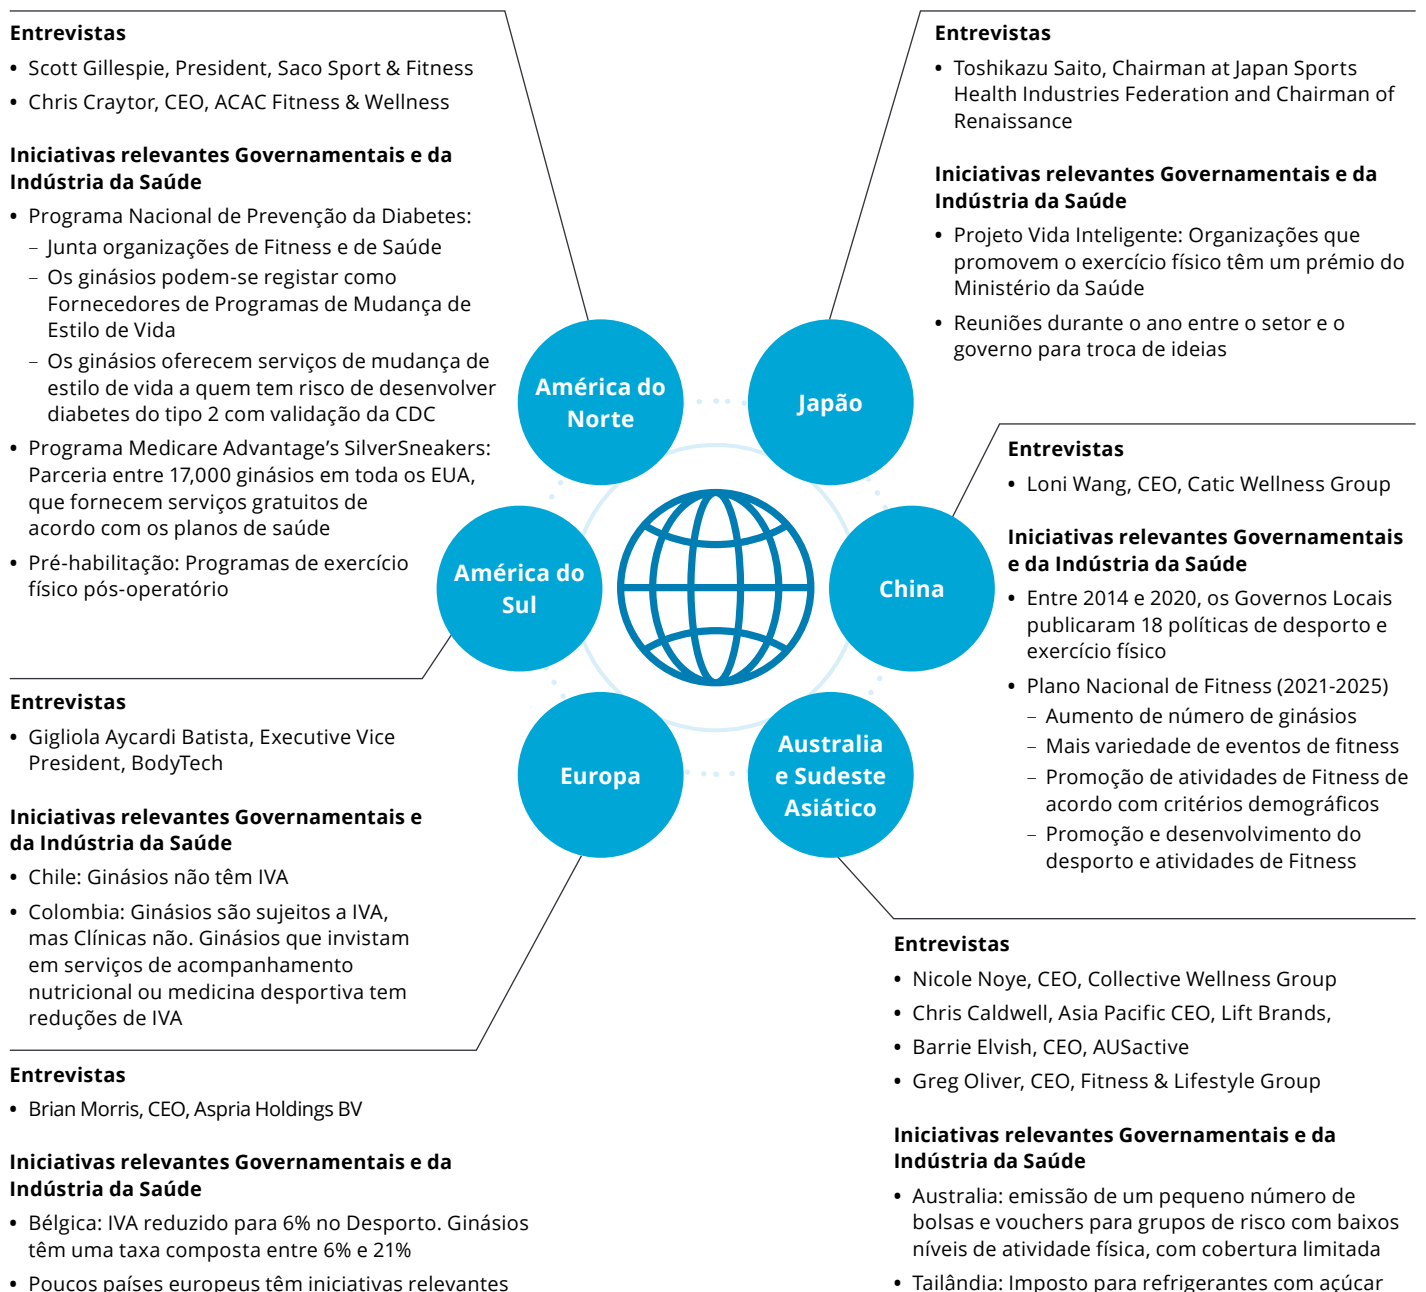 Entrevistas
• Scott Gillespie, President, Saco Sport & Fitness
• Chris Craytor, CEO, ACAC Fitness & Wellness
Iniciativas relevantes Governamentais e da
Indústria da Saúde
• Programa Nacional de Prevenção da Diabetes:
– Junta organizações de Fitness e de Saúde
– Os ginásios podem-se registar como
Fornecedores de Programas de Mudança de
Estilo de Vida
– Os ginásios oferecem serviços de mudança de
estilo de vida a quem tem risco de desenvolver
diabetes do tipo 2 com validação da CDC
• Programa Medicare Advantage’s SilverSneakers:
Parceria entre 17,000 ginásios em toda os EUA,
que fornecem serviços gratuitos de
acordo com os planos de saúde
• Pré-habilitação: Programas de exercício
físico pós-operatório
Entrevistas
• Toshikazu Saito, Chairman at Japan Sports
Health Industries Federation and Chairman of
Renaissance
Iniciativas relevantes Governamentais e da
Indústria da Saúde
• Projeto Vida Inteligente: Organizações que
promovem o exercício físico têm um prémio do
Ministério da Saúde
• Reuniões durante o ano entre o setor e o
governo para troca de ideias
América do
Norte
Japão
América do
Sul
China
Europa
Australia
e Sudeste
Asiático
Entrevistas
• Loni Wang, CEO, Catic Wellness Group
Iniciativas relevantes Governamentais
e da Indústria da Saúde
• Entre 2014 e 2020, os Governos Locais
publicaram 18 políticas de desporto e
exercício físico
• Plano Nacional de Fitness (2021-2025)
– Aumento de número de ginásios
– Mais variedade de eventos de fitness
– Promoção de atividades de Fitness de
acordo com critérios demográficos
– Promoção e desenvolvimento do
desporto e atividades de Fitness
Entrevistas
• Gigliola Aycardi Batista, Executive Vice
President, BodyTech
Iniciativas relevantes Governamentais e
da Indústria da Saúde
• Chile: Ginásios não têm IVA
• Colombia: Ginásios são sujeitos a IVA,
mas Clínicas não. Ginásios que invistam
em serviços de acompanhamento
nutricional ou medicina desportiva tem
reduções de IVA
Entrevistas
• Brian Morris, CEO, Aspria Holdings BV
Iniciativas relevantes Governamentais e da
Indústria da Saúde
• Bélgica: IVA reduzido para 6% no Desporto. Ginásios
têm uma taxa composta entre 6% e 21%
• Poucos países europeus têm iniciativas relevantes
Entrevistas
• Nicole Noye, CEO, Collective Wellness Group
• Chris Caldwell, Asia Pacific CEO, Lift Brands,
• Barrie Elvish, CEO, AUSactive
• Greg Oliver, CEO, Fitness & Lifestyle Group
Iniciativas relevantes Governamentais e da
Indústria da Saúde
• Australia: emissão de um pequeno número de
bolsas e vouchers para grupos de risco com baixos
níveis de atividade física, com cobertura limitada
• Tailândia: Imposto para refrigerantes com açúcar